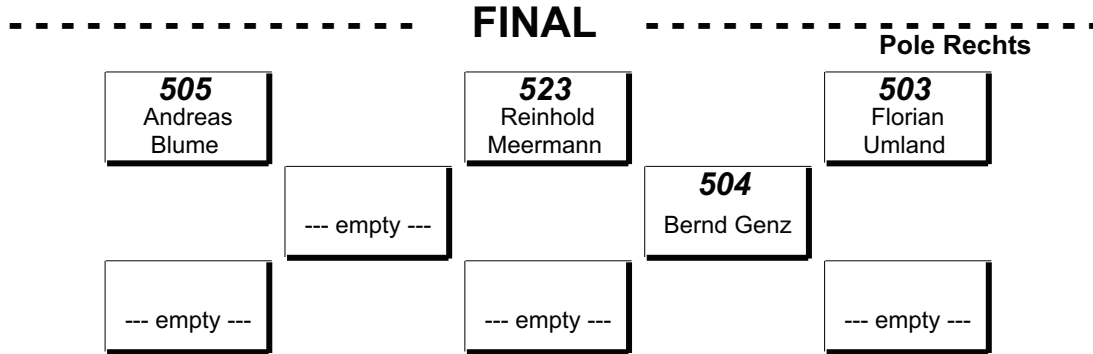 FINAL
Pole Rechts
505 523 503
Andreas Reinhold Florian
Blume Meermann Umland
504
--- empty --- Bernd Genz
--- empty --- --- empty --- --- empty ---